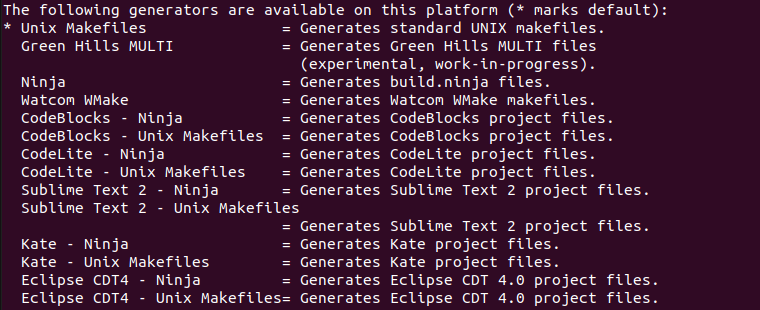 The following generators are available on this platform (* marks default):
* Unix Makefiles               = Generates standard UNIX makefiles.
  Green Hills MULTI            = Generates Green Hills MULTI files
                                 (experimental, work-in-progress).
  Ninja                        = Generates build.ninja files.
  Watcom WMake                 = Generates Watcom WMake makefiles.
  CodeBlocks - Ninja           = Generates CodeBlocks project files.
  CodeBlocks - Unix Makefiles  = Generates CodeBlocks project files.
  CodeLite - Ninja             = Generates CodeLite project files.
  CodeLite - Unix Makefiles    = Generates CodeLite project files.
  Sublime Text 2 - Ninja       = Generates Sublime Text 2 project files.
  Sublime Text 2 - Unix Makefiles
                               = Generates Sublime Text 2 project files.
  Kate - Ninja                 = Generates Kate project files.
  Kate - Unix Makefiles        = Generates Kate project files.
  Eclipse CDT4 - Ninja         = Generates Eclipse CDT 4.0 project files.
  Eclipse CDT4 - Unix Makefiles= Generates Eclipse CDT 4.0 project files.